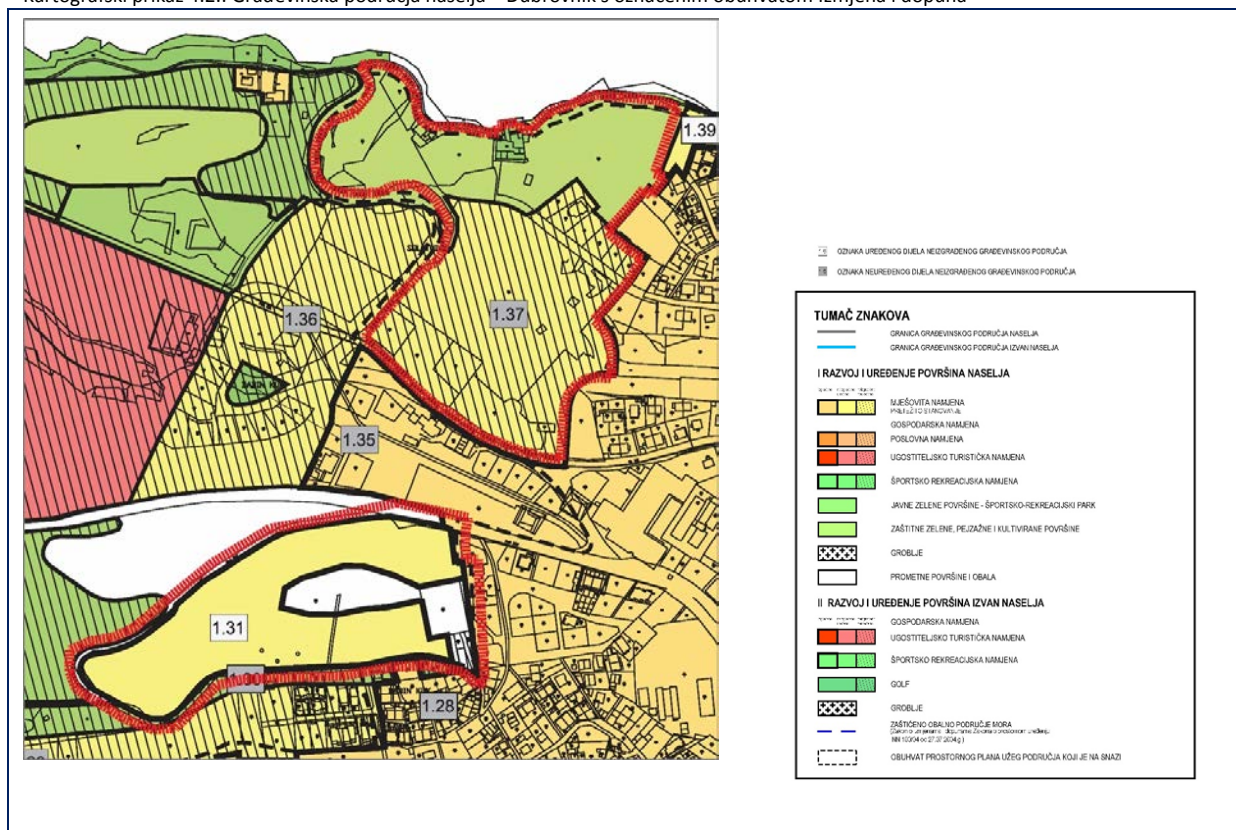 Kartografski prikaz 4.2.. Građevinska područja naselja – Dubrovnik s označenim obuhvatom Izmjena i dopuna
1.39
1.37
1.36
1.35
1.31
1.28
OZNAKA UREĐENOG DIJELA NEIZGRAĐENOG GRAĐEVINSKOG PODRUČJA
OZNAKA NEUREĐENOG DIJELA NEIZGRAĐENOG GRAĐEVINSKOG PODRUČJA
TUMAČ ZNAKOVA
GRANICA GRAĐEVINSKOG PODRUČJA NASELJA
GRANICA GRAĐEVINSKOG PODRUČJA IZVAN NASELJA
I RAZVOJ I UREĐENJE POVRŠINA NASELJA
MJEŠOVITA NAMJENA
PRETEŽITO STANOVANJE
GOSPODARSKA NAMJENA
POSLOVNA NAMJENA
UGOSTITELJSKO TURISTIČKA NAMJENA
ŠPORTSKO REKREACIJSKA NAMJENA
JAVNE ZELENE POVRŠINE - ŠPORTSKO-REKREACIJSKI PARK
ZAŠTITNE ZELENE, PEJZAŽNE I KULTIVIRANE POVRŠINE
GROBLJE
PROMETNE POVRŠINE I OBALA
II RAZVOJ I UREĐENJE POVRŠINA IZVAN NASELJA
GOSPODARSKA NAMJENA
UGOSTITELJSKO TURISTIČKA NAMJENA
ŠPORTSKO REKREACIJSKA NAMJENA
GOLF
GROBLJE
ZAŠTIĆENO OBALNO PODRUČJE MORA
OBUHVAT PROSTORNOG PLANA UŽEG PODRUČJA KOJI JE NA SNAZI